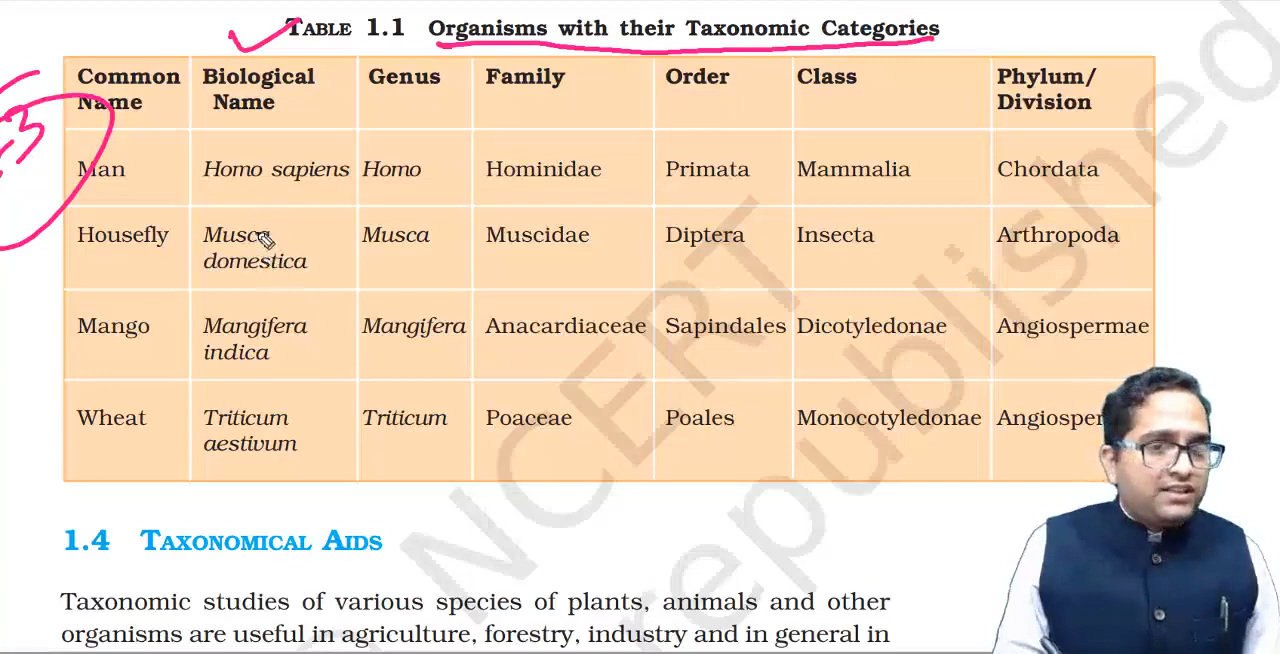 TABLE 1.1 Organisms with their Taxonomic Categories
Common Name Biological Name Genus Family Order Class Phylum/ Division
Man Homo sapiens Homo Hominidae Primata Mammalia Chordata
Housefly Musca domestica Musca Muscidae Diptera Insecta Arthropoda
Mango Mangifera indica Mangifera Anacardiaceae Sapindales Dicotyledonae Angiospermae
Wheat Triticum aestivum Triticum Poaceae Poales Monocotyledonae
1.4 TAXONOMICAL AIDS
Taxonomic studies of various species of plants, animals and other
organisms are useful in agriculture, forestry, industry and in general in
NCERT
republished